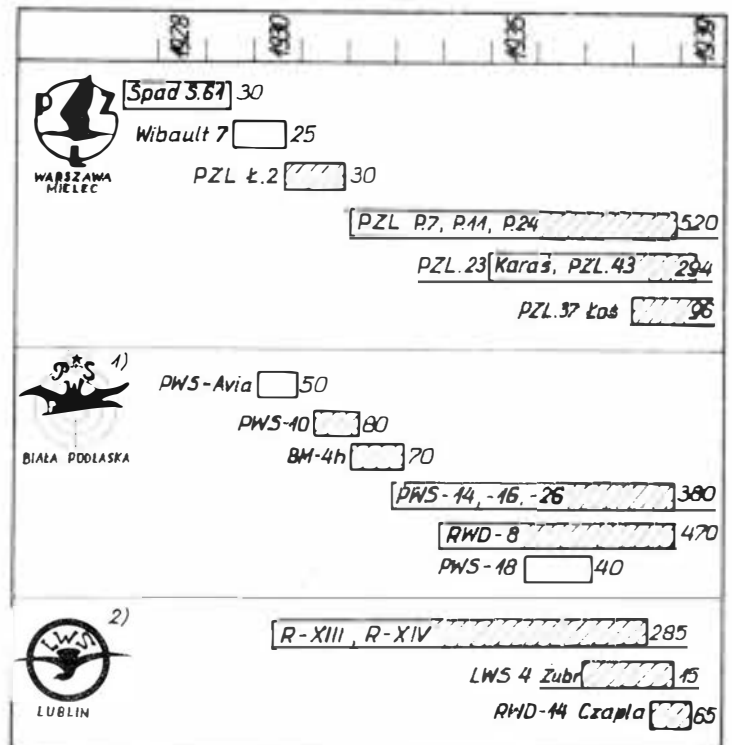 1928 1930 1935 1939
P Z L
WARSZAWA
MIELEC
Spad S.61 30
Wibault 7 25
PZL Ł.2 30
PZL P.7, P.11, P.24 520
PZL.23 Karaś, PZL.43 294
PZL.37 Łoś 96
PWS 1)
BIAŁA PODLASKA
PWS-Avia 50
PWS-10 80
BM-4h 70
PWS-14, -16, -26 380
RWD-8 470
PWS-18 40
LWS 2)
LUBLIN
R-XIII, R-XIV 285
LWS 4 Żubr 15
RWD-14 Czapla 65